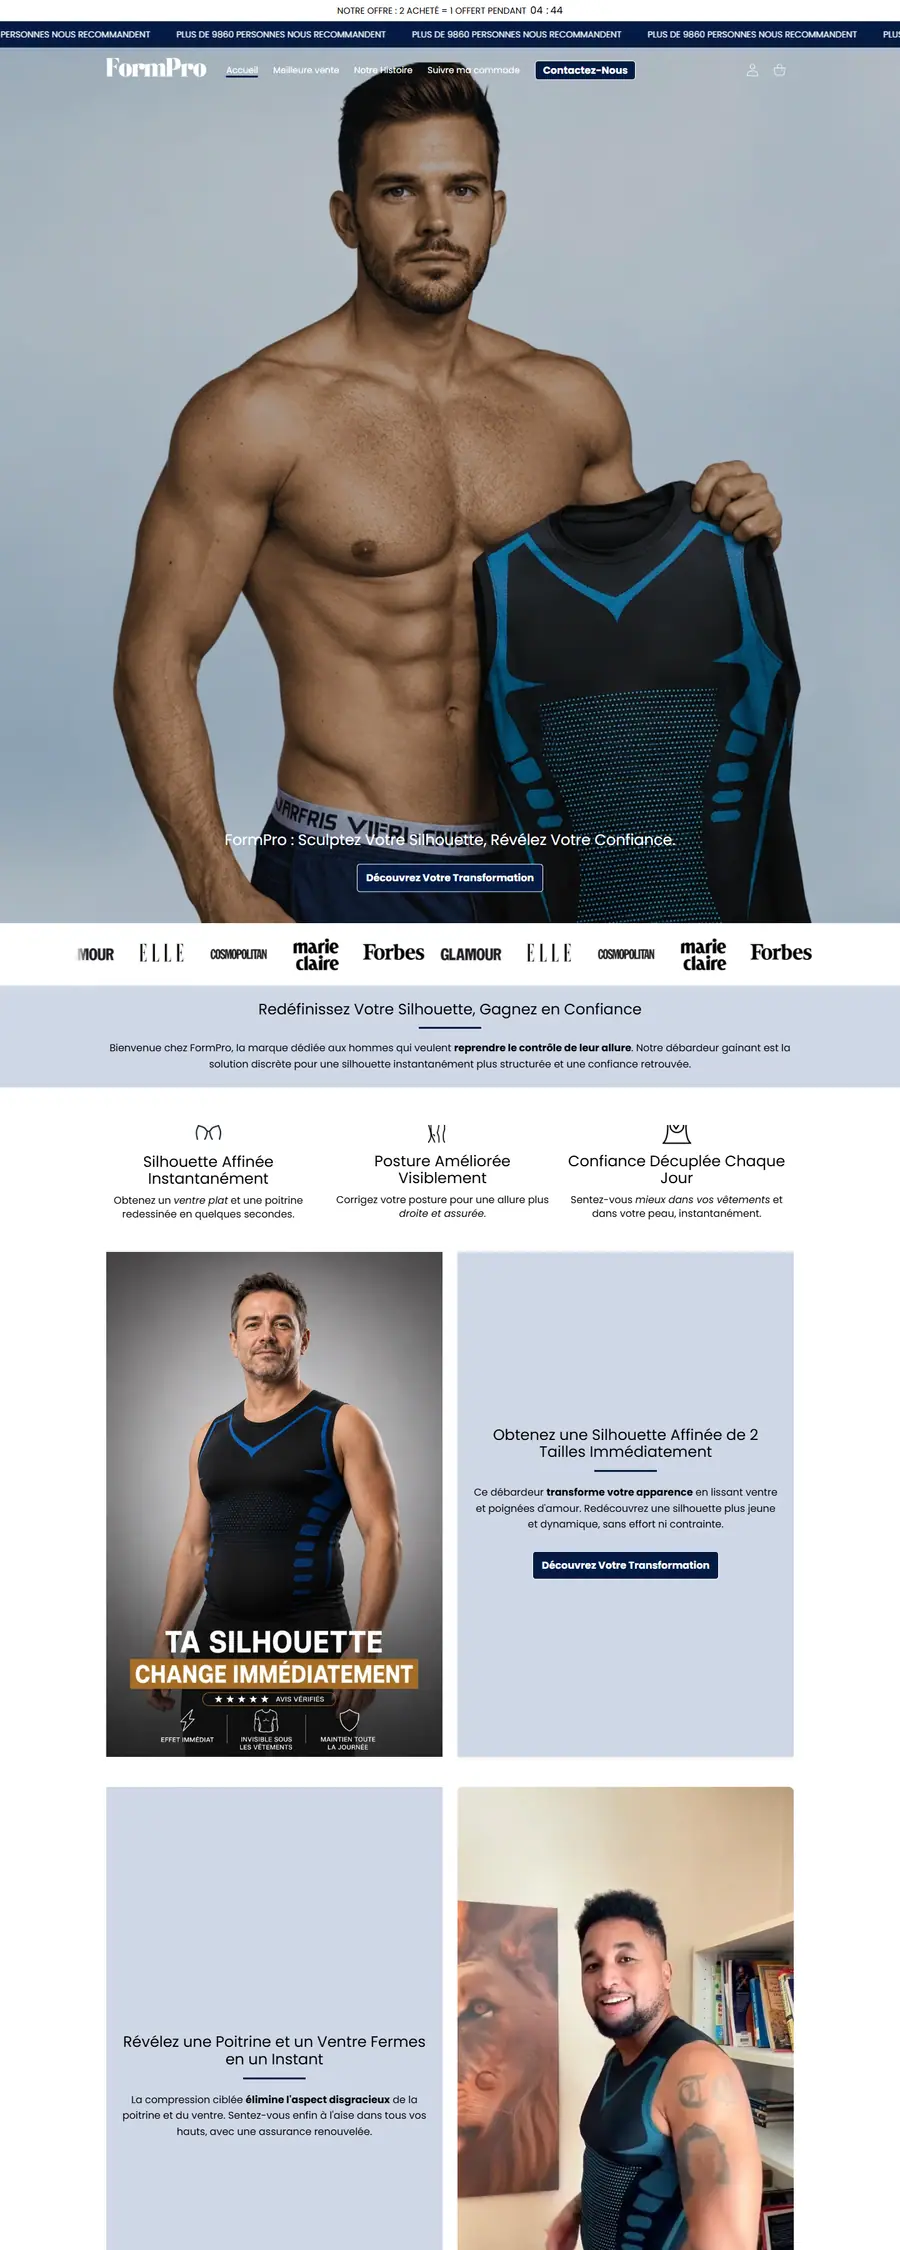 NOTRE OFFRE : 2 ACHETÉ = 1 OFFERT PENDANT 04 : 44
PERSONNES NOUS RECOMMANDENT PLUS DE 9860 PERSONNES NOUS RECOMMANDENT PLUS DE 9860 PERSONNES NOUS RECOMMANDENT PLUS DE 9860 PERSONNES NOUS RECOMMANDENT PLUS
FormPro Accueil Meilleure vente Notre Histoire Suivre ma commode Contactez-Nous
FormPro : Sculptez Votre Silhouette, Révélez Votre Confiance.
Découvrez Votre Transformation
MOUR ELLE COSMOPOLITAN marie claire Forbes GLAMOUR ELLE COSMOPOLITAN marie claire Forbes
Redéfinissez Votre Silhouette, Gagnez en Confiance
Bienvenue chez FormPro, la marque dédiée aux hommes qui veulent reprendre le contrôle de leur allure. Notre débardeur gainant est la
solution discrète pour une silhouette instantanément plus structurée et une confiance retrouvée.
Silhouette Affinée
Instantanément
Obtenez un ventre plat et une poitrine
redessinée en quelques secondes.
Posture Améliorée
Visiblement
Corrigez votre posture pour une allure plus
droite et assurée.
Confiance Décuplée Chaque
Jour
Sentez-vous mieux dans vos vêtements et
dans votre peau, instantanément.
TA SILHOUETTE
CHANGE IMMÉDIATEMENT
★★★★★ AVIS VÉRIFIÉS
EFFET IMMÉDIAT
INVISIBLE SOUS
LES VÊTEMENTS
MAINTIEN TOUTE
LA JOURNÉE
Obtenez une Silhouette Affinée de 2
Tailles Immédiatement
Ce débardeur transforme votre apparence en lissant ventre
et poignées d'amour. Redécouvrez une silhouette plus jeune
et dynamique, sans effort ni contrainte.
Découvrez Votre Transformation
Révélez une Poitrine et un Ventre Fermes
en un Instant
La compression ciblée élimine l'aspect disgracieux de la
poitrine et du ventre. Sentez-vous enfin à l'aise dans tous vos
hauts, avec une assurance renouvelée.